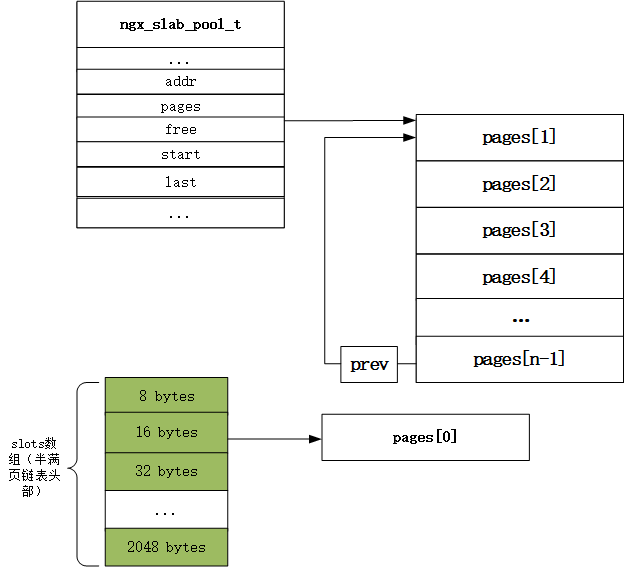 ngx_slab_pool_t
...
addr
pages
free
start
last
...
pages[1]
pages[2]
pages[3]
pages[4]
...
pages[n-1]
prev
8 bytes
16 bytes
32 bytes
...
2048 bytes
slots数
组（半满
页链表头
部）
pages[0]